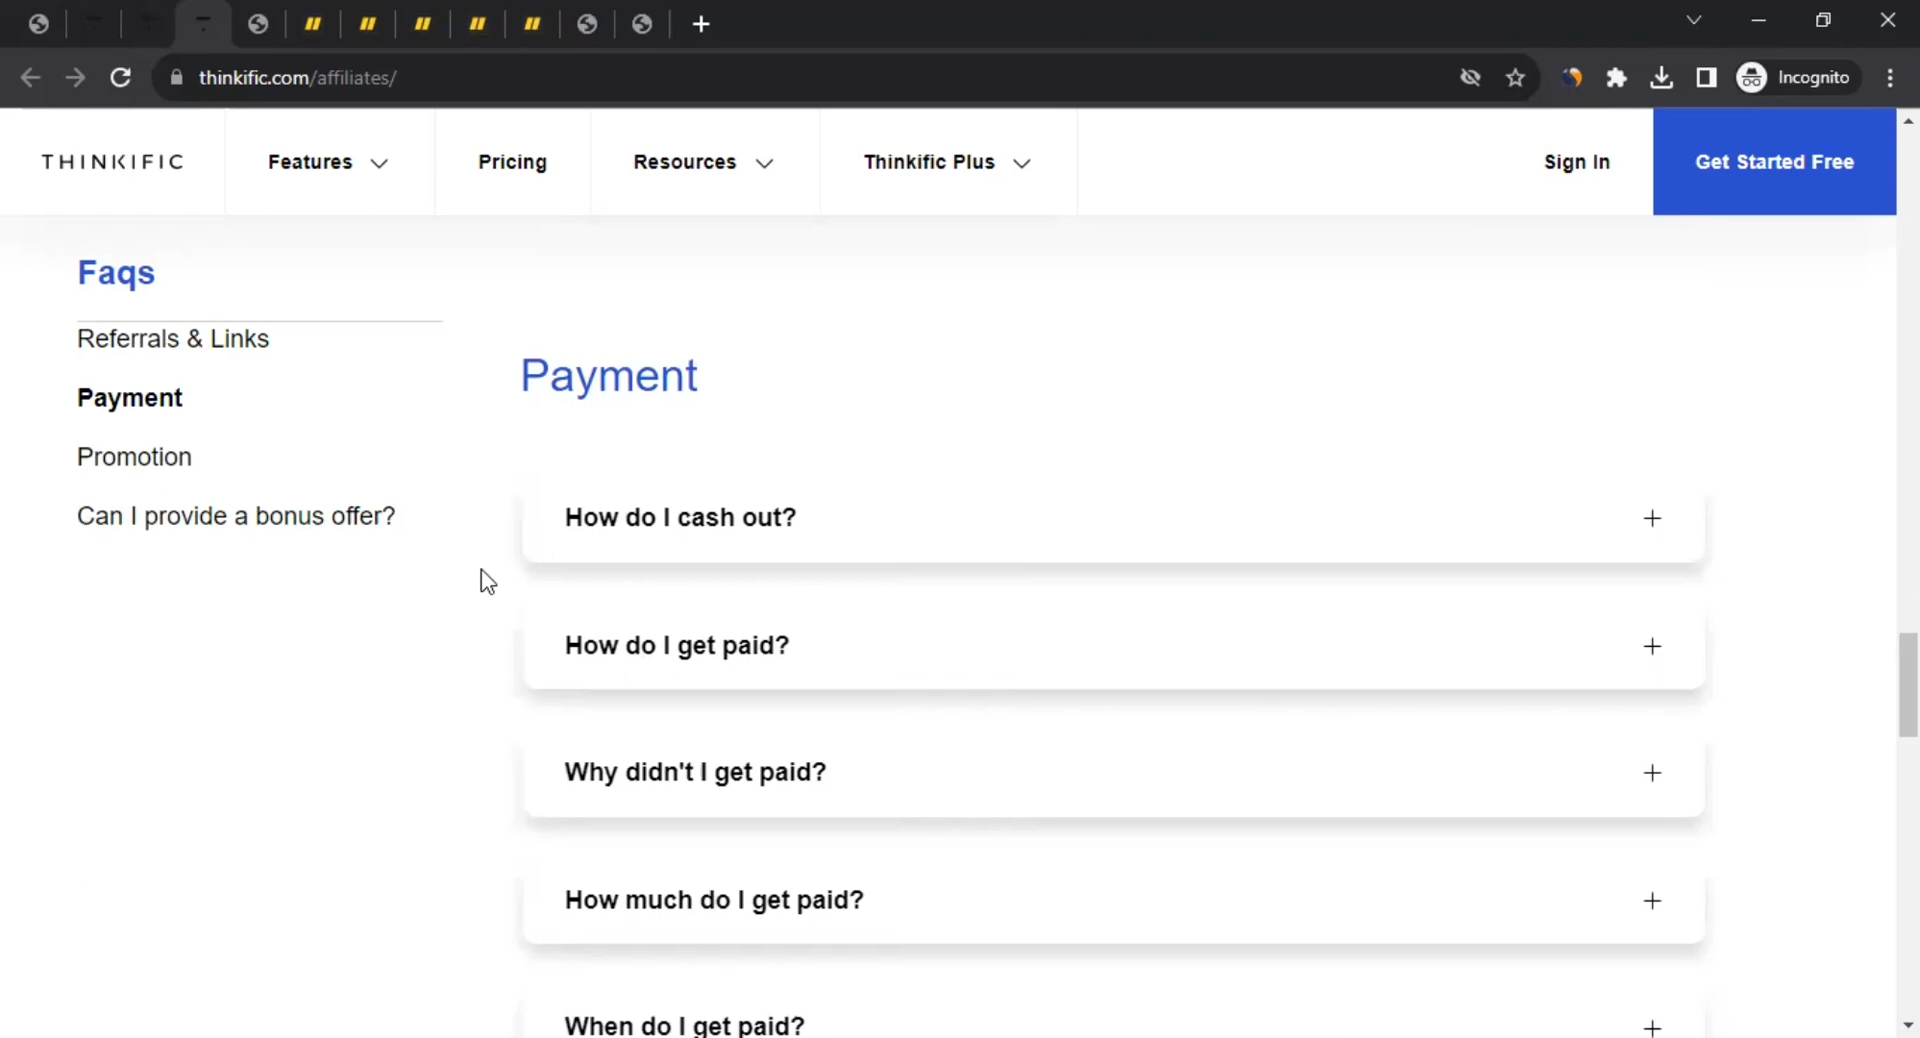 thinkific.com/affiliates/
Incognito
THINKIFIC
Features
Pricing
Resources
Thinkific Plus
Sign In
Get Started Free
Faqs
Referrals & Links
Payment
Promotion
Can I provide a bonus offer?
Payment
How do I cash out?
How do I get paid?
Why didn't I get paid?
How much do I get paid?
When do I get paid?